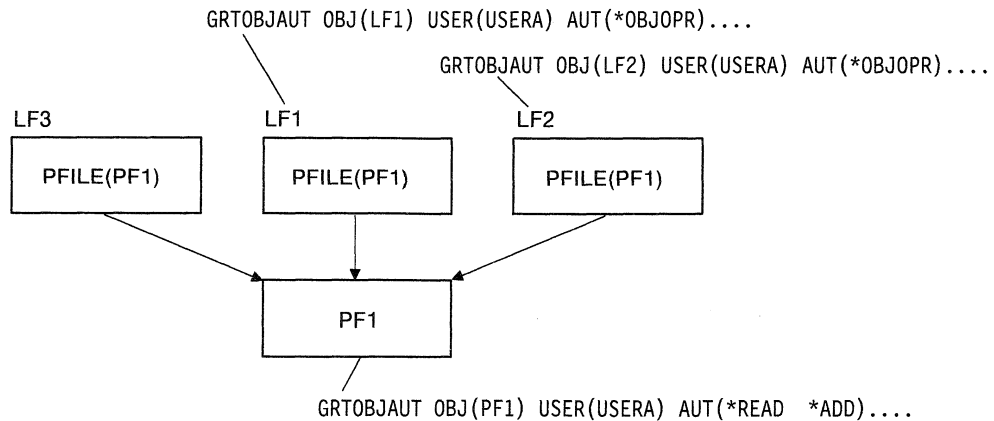 GRTOBJAUT OBJ(LF1) USER(USERA) AUT(*OBJOPR)....
GRTOBJAUT OBJ(LF2) USER(USERA) AUT(*OBJOPR)....
LF3
LF1
LF2
PFILE(PF1)
PFILE(PF1)
PFILE(PF1)
PF1
GRTOBJAUT OBJ(PF1) USER(USERA) AUT(*READ *ADD)....